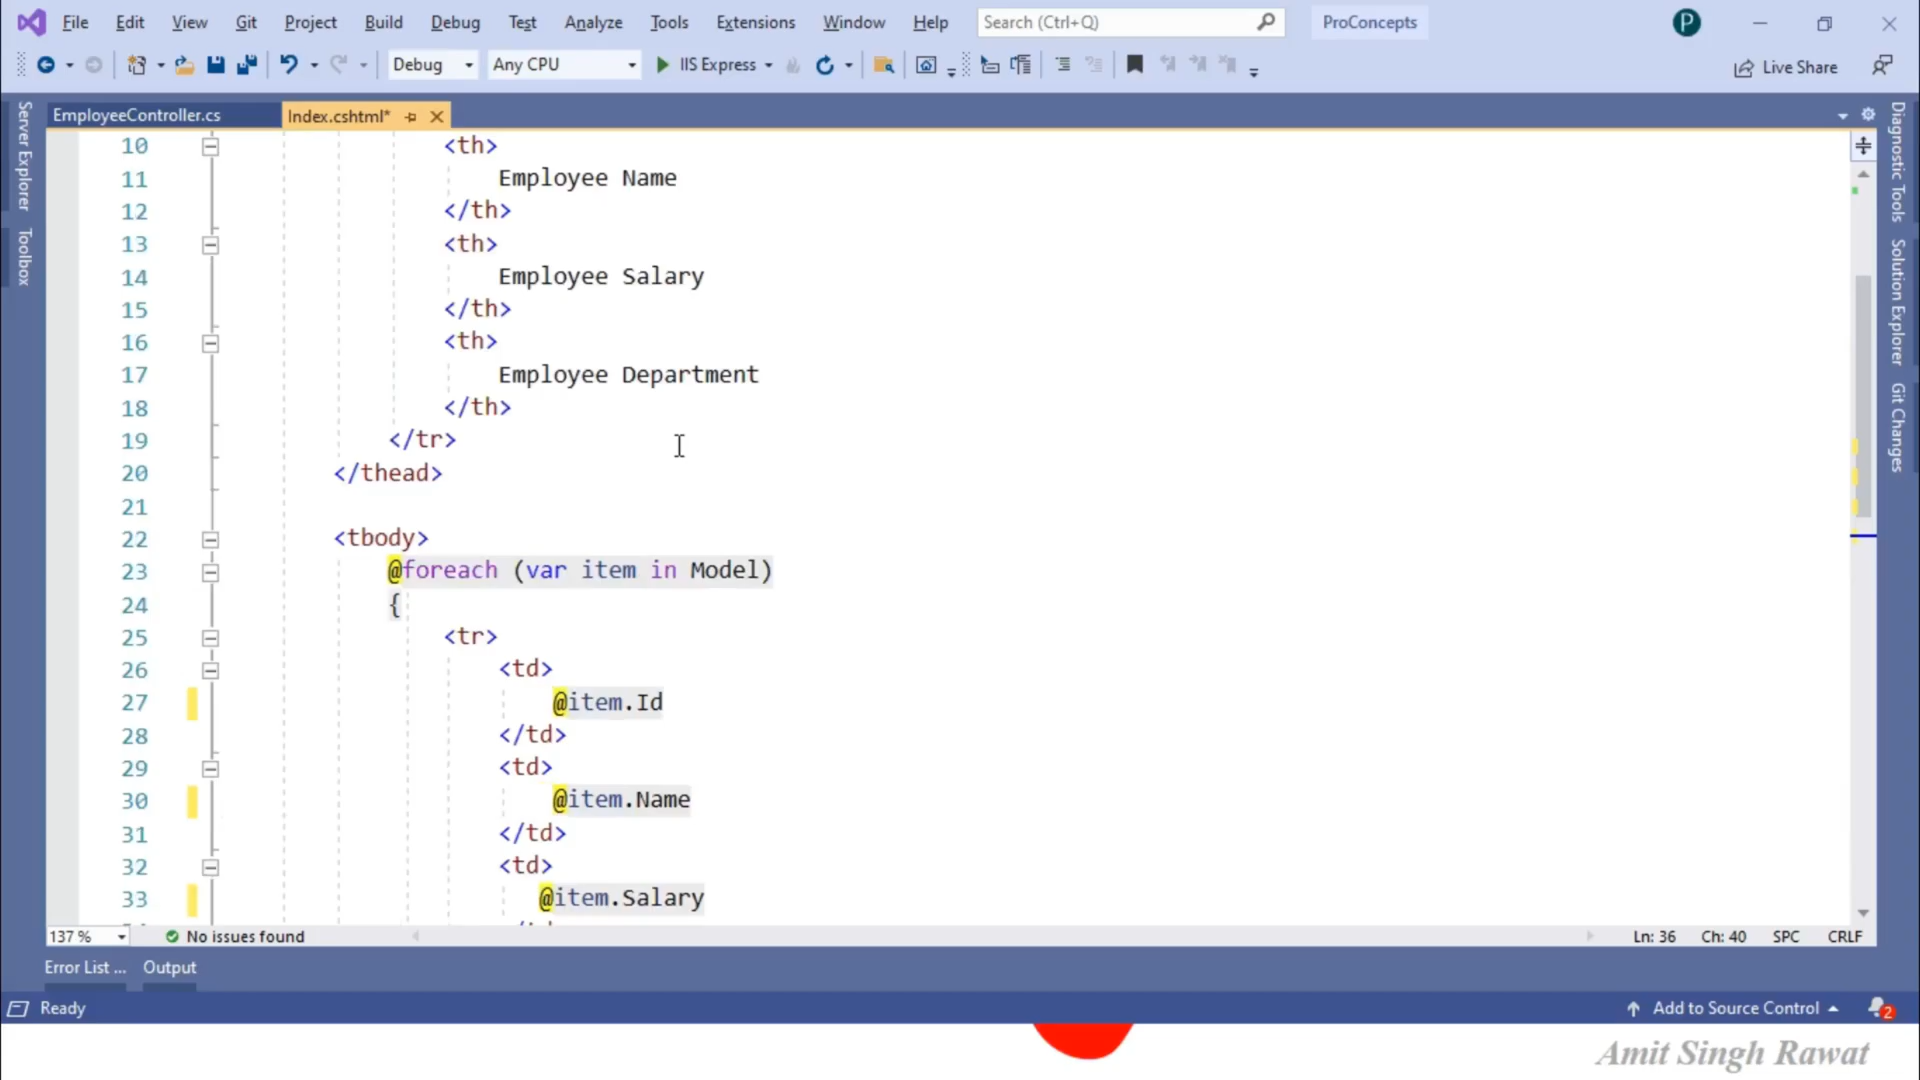 File Edit View Git Project Build Debug Test Analyze Tools Extensions Window Help Search (Ctrl+Q) ProConcepts P
Debug Any CPU IIS Express Live Share
EmployeeController.cs Index.cshtml*
Server Explorer
Toolbox
Diagnostic Tools
Solution Explorer
Git Changes
10 <th>
11 Employee Name
12 </th>
13 <th>
14 Employee Salary
15 </th>
16 <th>
17 Employee Department
18 </th>
19 </tr>
20 </thead>
21
22 <tbody>
23 @foreach (var item in Model)
24 {
25 <tr>
26 <td>
27 @item.Id
28 </td>
29 <td>
30 @item.Name
31 </td>
32 <td>
33 @item.Salary
137 % No issues found Ln: 36 Ch: 40 SPC CRLF
Error List ... Output
Ready Add to Source Control 2
Amit Singh Rawat